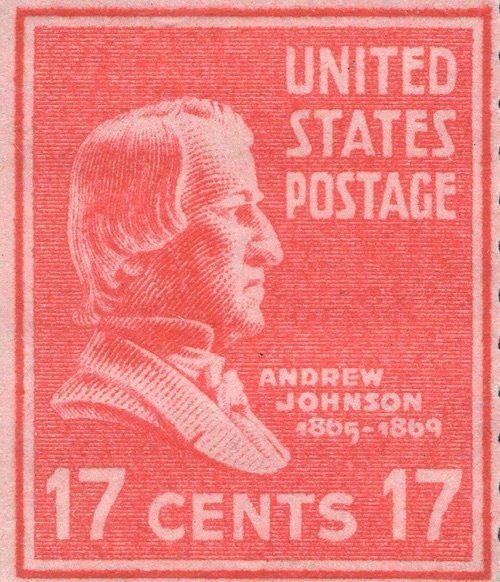 UNITED
STATES
POSTAGE
ANDREW
JOHNSON
1865-1869
17 CENTS 17